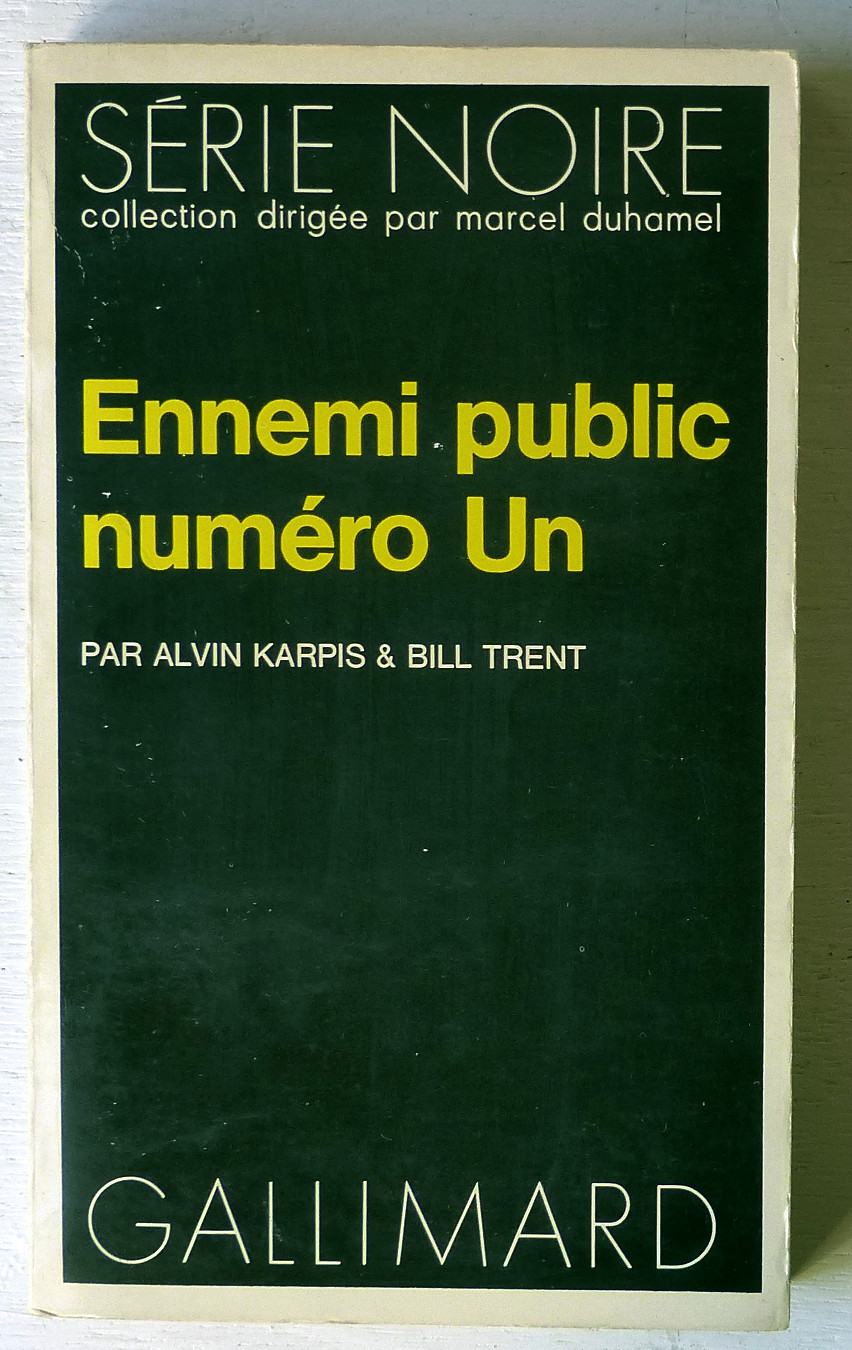 SÉRIE NOIRE
collection dirigée par marcel duhamel
Ennemi public
numéro Un
PAR ALVIN KARPIS & BILL TRENT
GALLIMARD